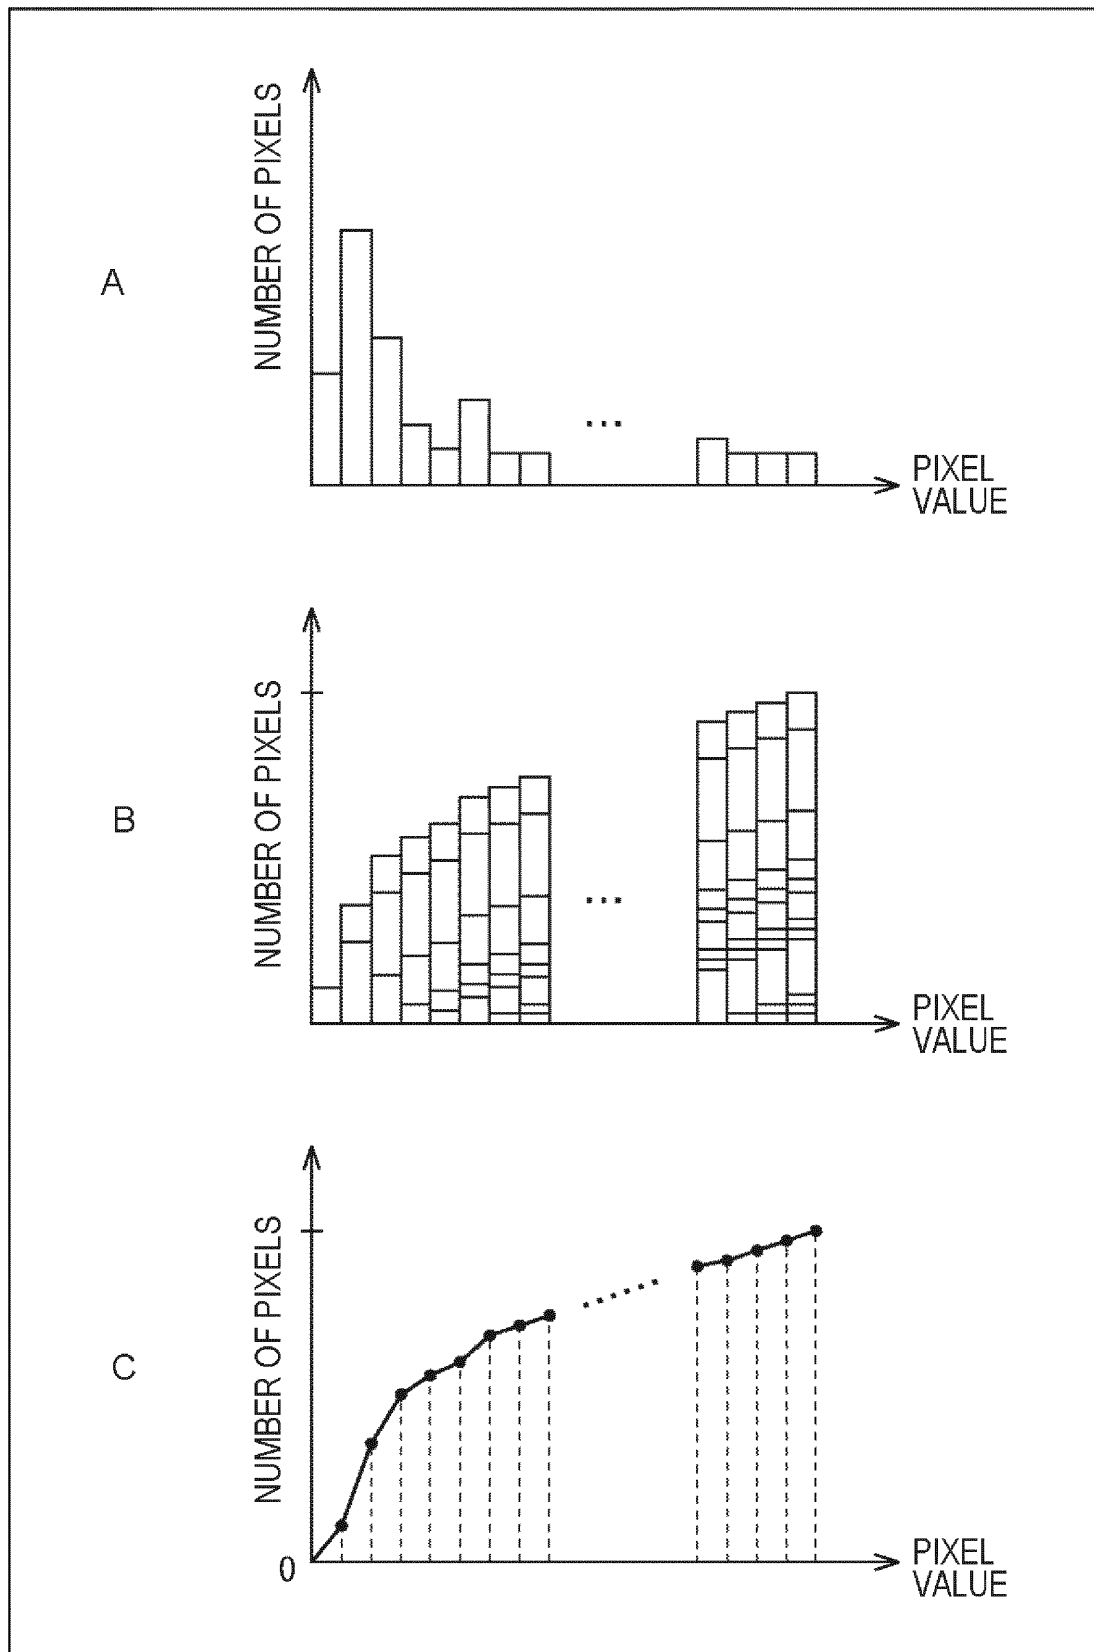 A
NUMBER OF PIXELS
...
PIXEL
VALUE
B
NUMBER OF PIXELS
...
PIXEL
VALUE
C
NUMBER OF PIXELS
0
PIXEL
VALUE